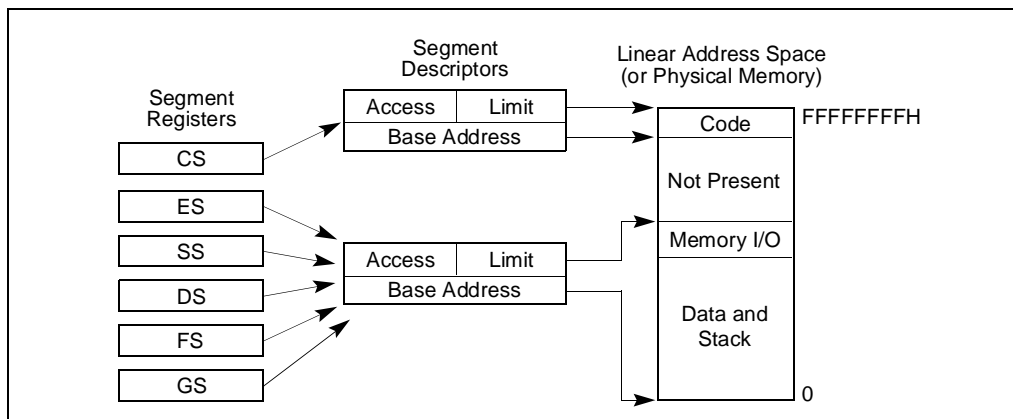 Segment
Registers
CS
ES
SS
DS
FS
GS
Segment
Descriptors
Access
Limit
Base Address
Access
Limit
Base Address
Linear Address Space
(or Physical Memory)
Code
FFFFFFFFH
Not Present
Memory I/O
Data and
Stack
0